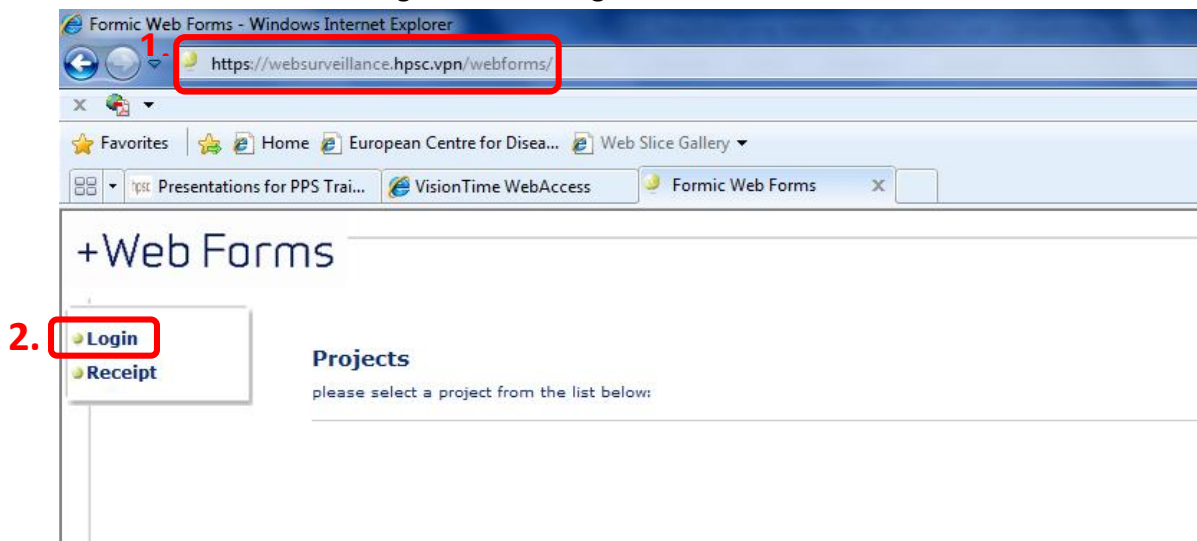 Formic Web Forms - Windows Internet Explorer
1.
https://websurveillance.hpsc.vpn/webforms/
X
Favorites Home European Centre for Disea... Web Slice Gallery
hpsc Presentations for PPS Trai... VisionTime WebAccess Formic Web Forms X
+Web Forms
2. Login
Receipt
Projects
please select a project from the list below: